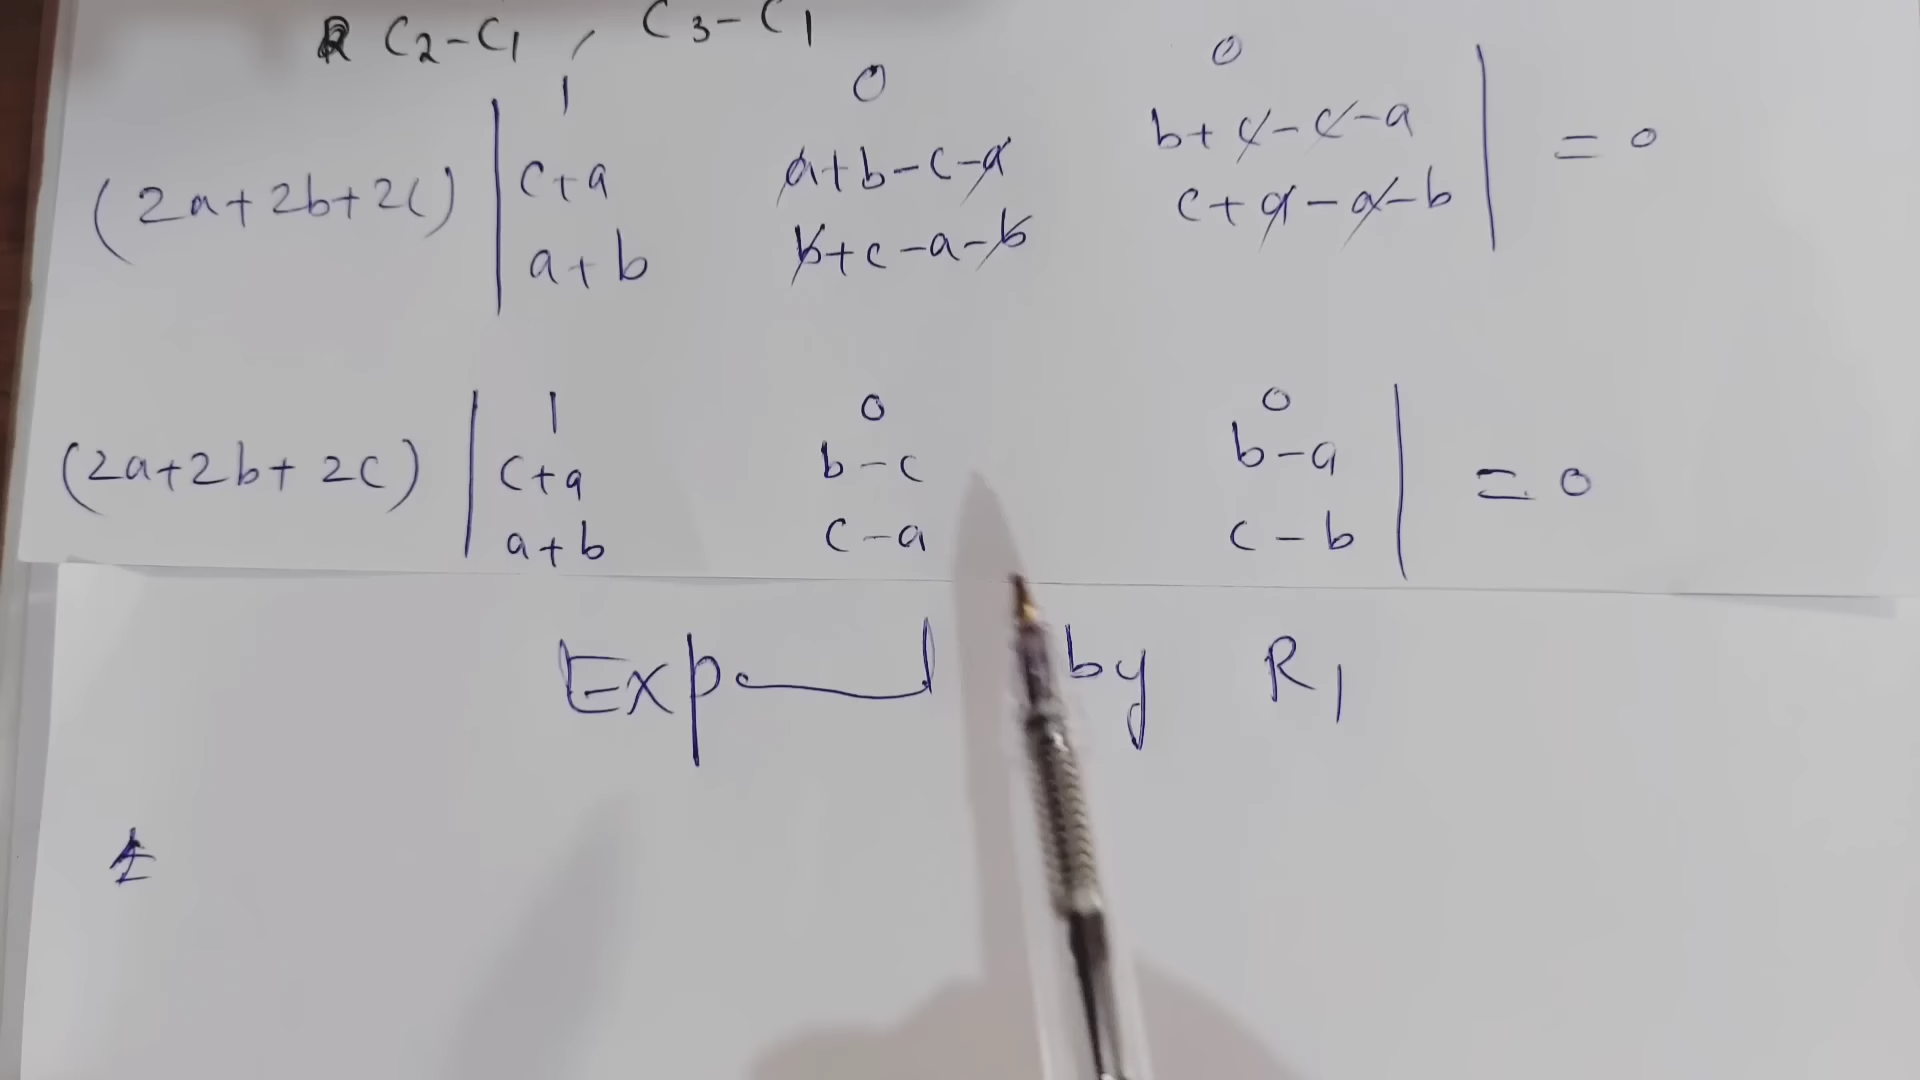 C2-C1 , C3-C1
1 0 0
(2a+2b+2c) | c+a a+b-c-a b+c-c-a | = 0
a+b b+c-a-b c+a-a-b
1 0 0
(2a+2b+2c) | c+a b-c b-a | = 0
a+b c-a c-b
Expand by R1